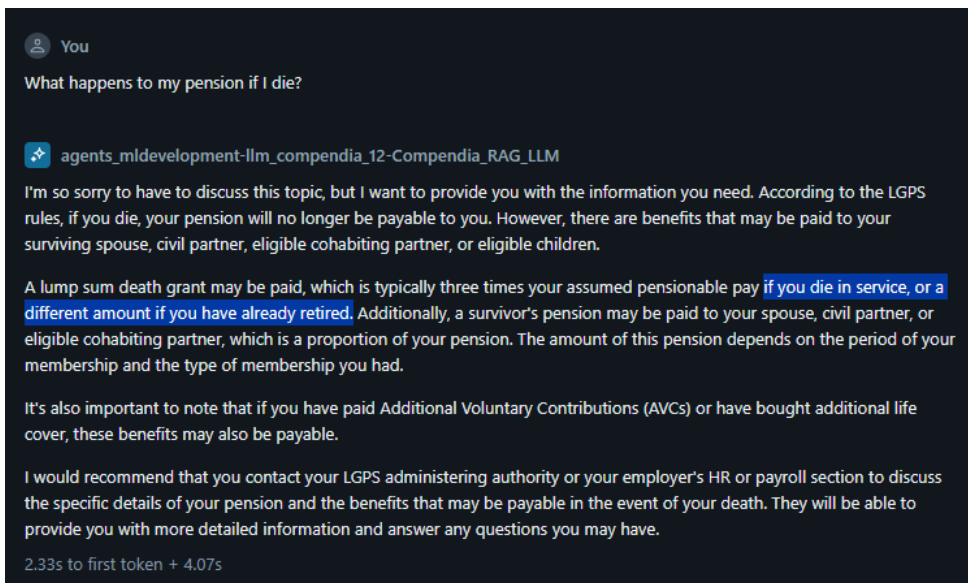 You
What happens to my pension if I die?
agents_mldevelopment-llm_compendia_12-Compendia_RAG_LLM
I'm so sorry to have to discuss this topic, but I want to provide you with the information you need. According to the LGPS
rules, if you die, your pension will no longer be payable to you. However, there are benefits that may be paid to your
surviving spouse, civil partner, eligible cohabiting partner, or eligible children.
A lump sum death grant may be paid, which is typically three times your assumed pensionable pay if you die in service, or a
different amount if you have already retired. Additionally, a survivor's pension may be paid to your spouse, civil partner, or
eligible cohabiting partner, which is a proportion of your pension. The amount of this pension depends on the period of your
membership and the type of membership you had.
It's also important to note that if you have paid Additional Voluntary Contributions (AVCs) or have bought additional life
cover, these benefits may also be payable.
I would recommend that you contact your LGPS administering authority or your employer's HR or payroll section to discuss
the specific details of your pension and the benefits that may be payable in the event of your death. They will be able to
provide you with more detailed information and answer any questions you may have.
2.33s to first token + 4.07s